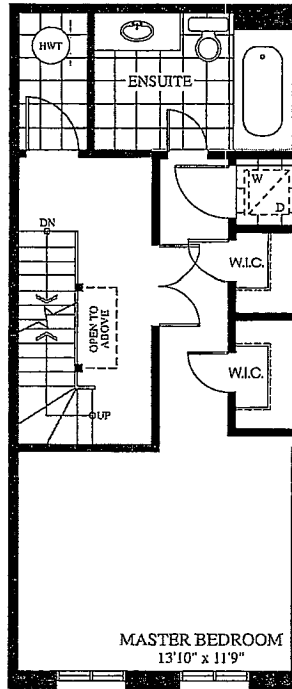 HWT
ENSUITE
W
D
DN
W.I.C.
OPEN TO
ABOVE
W.I.C.
UP
MASTER BEDROOM
13'10" x 11'9"